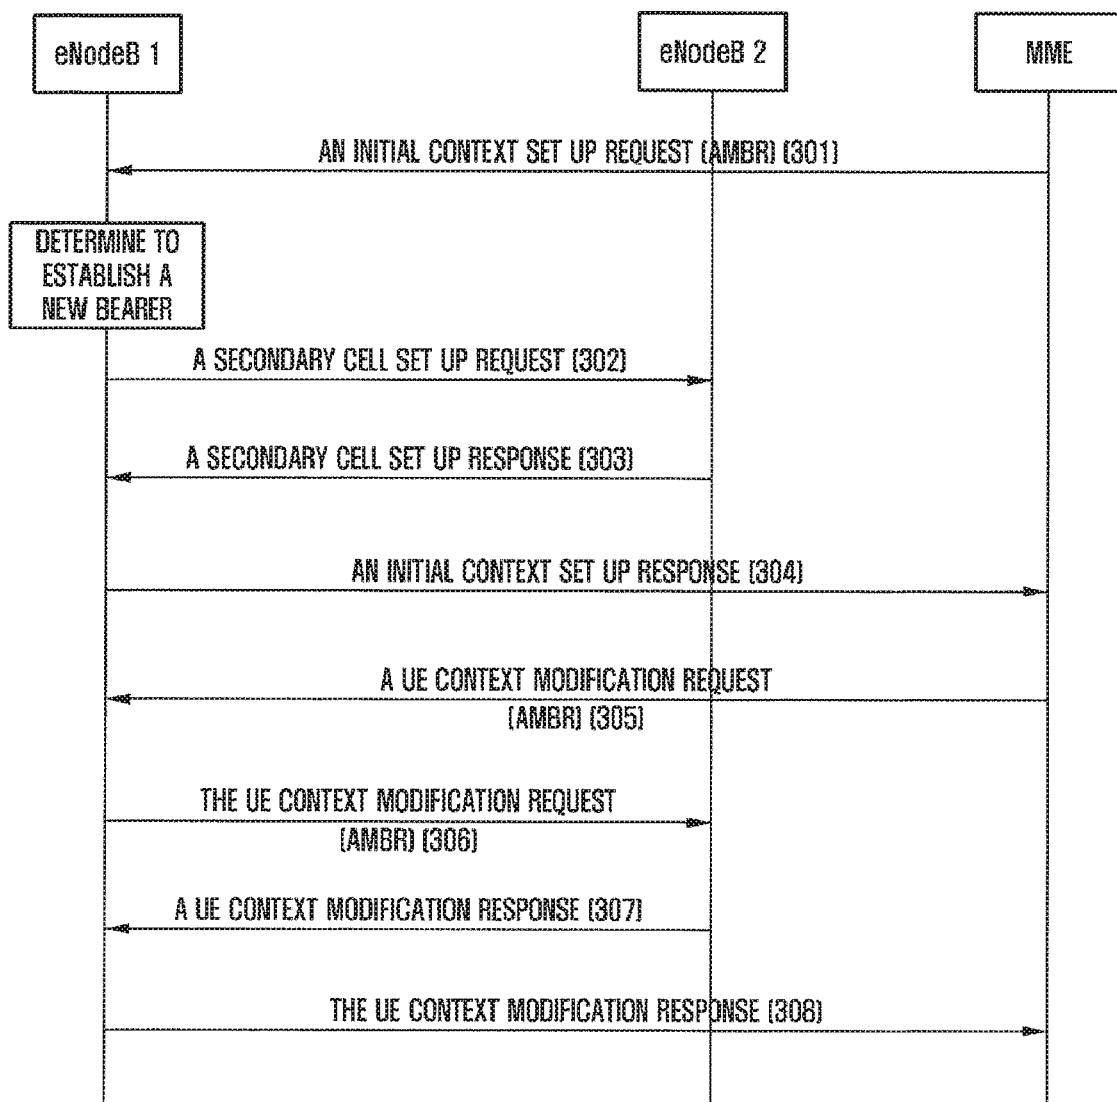 eNodeB 1
eNodeB 2
MME
AN INITIAL CONTEXT SET UP REQUEST (AMBR) (301)
DETERMINE TO
ESTABLISH A
NEW BEARER
A SECONDARY CELL SET UP REQUEST (302)
A SECONDARY CELL SET UP RESPONSE (303)
AN INITIAL CONTEXT SET UP RESPONSE (304)
A UE CONTEXT MODIFICATION REQUEST
(AMBR) (305)
THE UE CONTEXT MODIFICATION REQUEST
(AMBR) (306)
A UE CONTEXT MODIFICATION RESPONSE (307)
THE UE CONTEXT MODIFICATION RESPONSE (308)